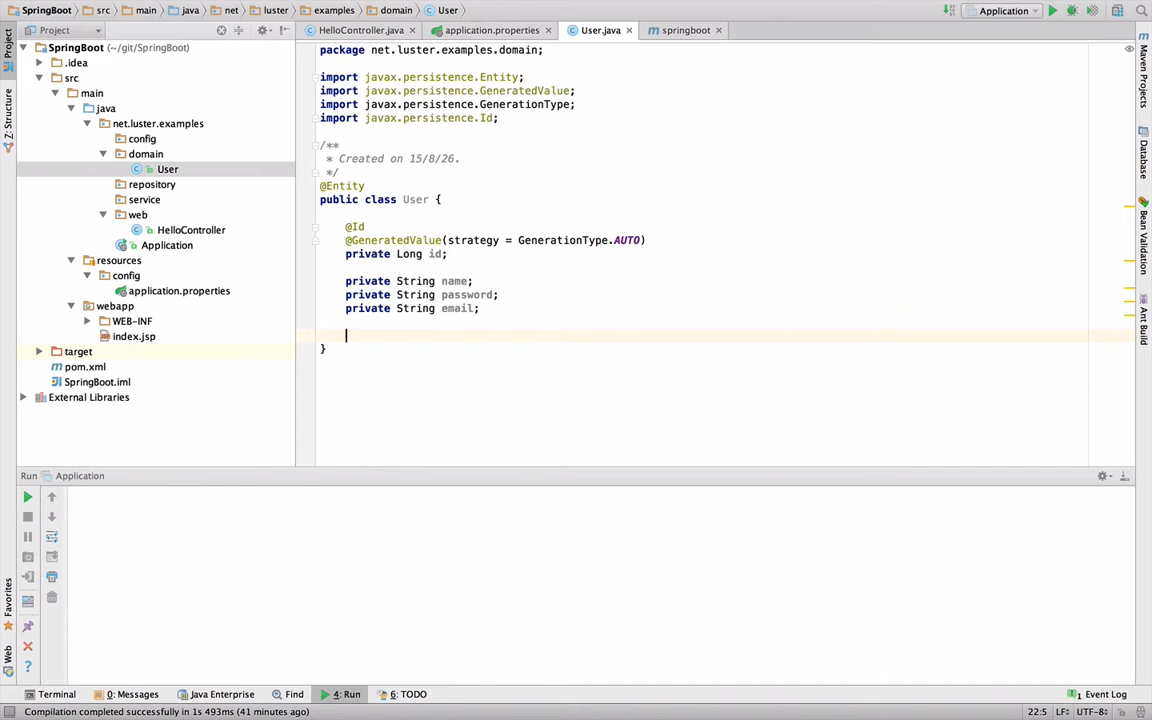 SpringBoot src main java net luster examples domain User
Application
Project
HelloController.java application.properties User.java springboot
SpringBoot (~/git/SpringBoot)
.idea
src
main
java
net.luster.examples
config
domain
User
repository
service
web
HelloController
Application
resources
config
application.properties
webapp
WEB-INF
index.jsp
target
pom.xml
SpringBoot.iml
External Libraries
package net.luster.examples.domain;
import javax.persistence.Entity;
import javax.persistence.GeneratedValue;
import javax.persistence.GenerationType;
import javax.persistence.Id;
/**
* Created on 15/8/26.
*/
@Entity
public class User {
@Id
@GeneratedValue(strategy = GenerationType.AUTO)
private Long id;
private String name;
private String password;
private String email;
}
Project
Z: Structure
Favorites
Web
Maven Projects
Database
Bean Validation
Ant Build
Run Application
Terminal 0: Messages Java Enterprise Find 4: Run 6: TODO 1 Event Log
Compilation completed successfully in 1s 493ms (41 minutes ago) 22:5 LF÷ UTF-8÷